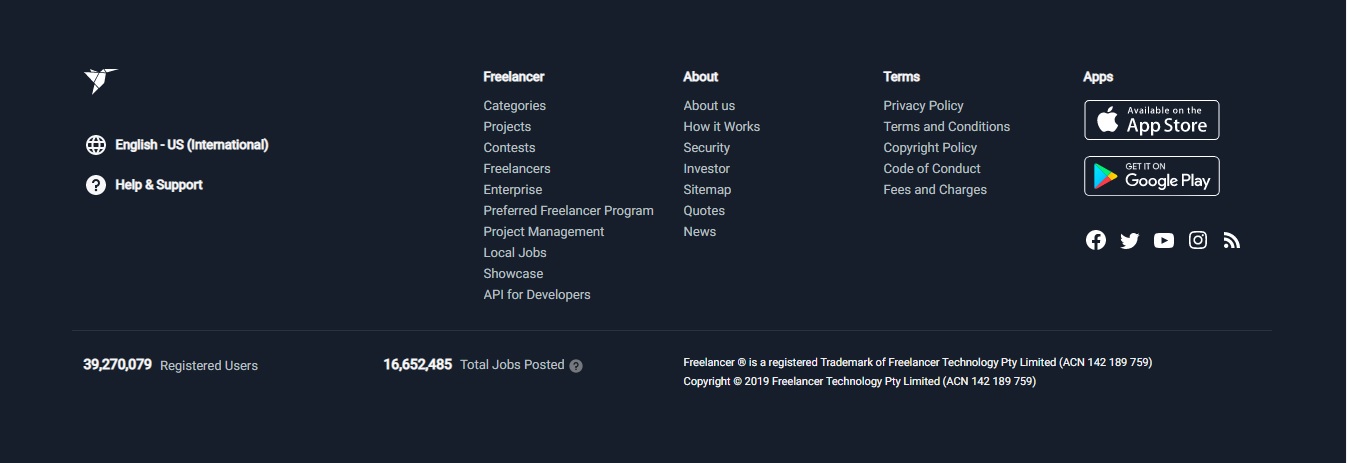 English - US (International)
Help & Support
Freelancer
Categories
Projects
Contests
Freelancers
Enterprise
Preferred Freelancer Program
Project Management
Local Jobs
Showcase
API for Developers
About
About us
How it Works
Security
Investor
Sitemap
Quotes
News
Terms
Privacy Policy
Terms and Conditions
Copyright Policy
Code of Conduct
Fees and Charges
Apps
Available on the
App Store
GET IT ON
Google Play
39,270,079 Registered Users
16,652,485 Total Jobs Posted ?
Freelancer ® is a registered Trademark of Freelancer Technology Pty Limited (ACN 142 189 759)
Copyright © 2019 Freelancer Technology Pty Limited (ACN 142 189 759)